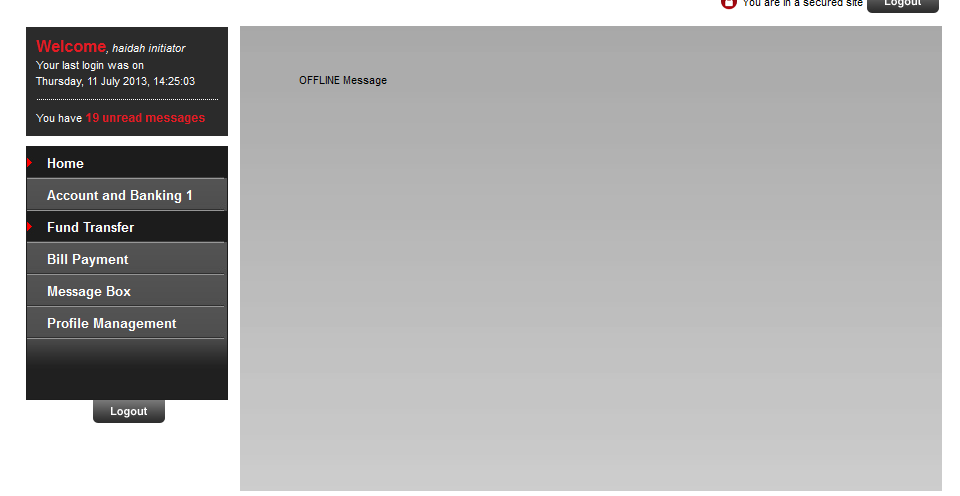 You are in a secured site Logout
Welcome, haidah initiator
Your last login was on
Thursday, 11 July 2013, 14:25:03
You have 19 unread messages
OFFLINE Message
Home
Account and Banking 1
Fund Transfer
Bill Payment
Message Box
Profile Management
Logout